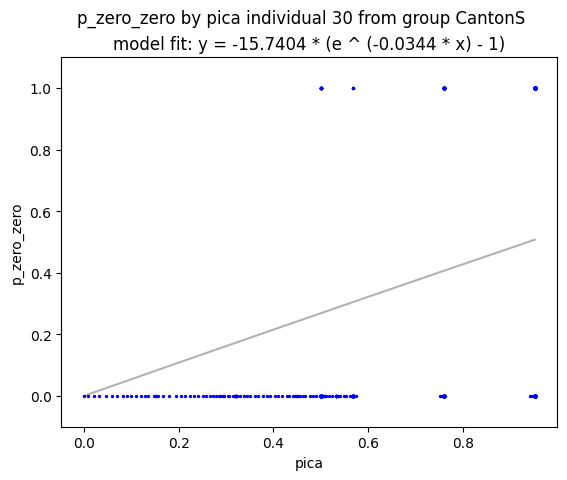 p_zero_zero by pica individual 30 from group CantonS
model fit: y = -15.7404 * (e ^ (-0.0344 * x) - 1)
1.0
0.8
0.6
0.4
0.2
0.0
p_zero_zero
0.0 0.2 0.4 0.6 0.8
pica